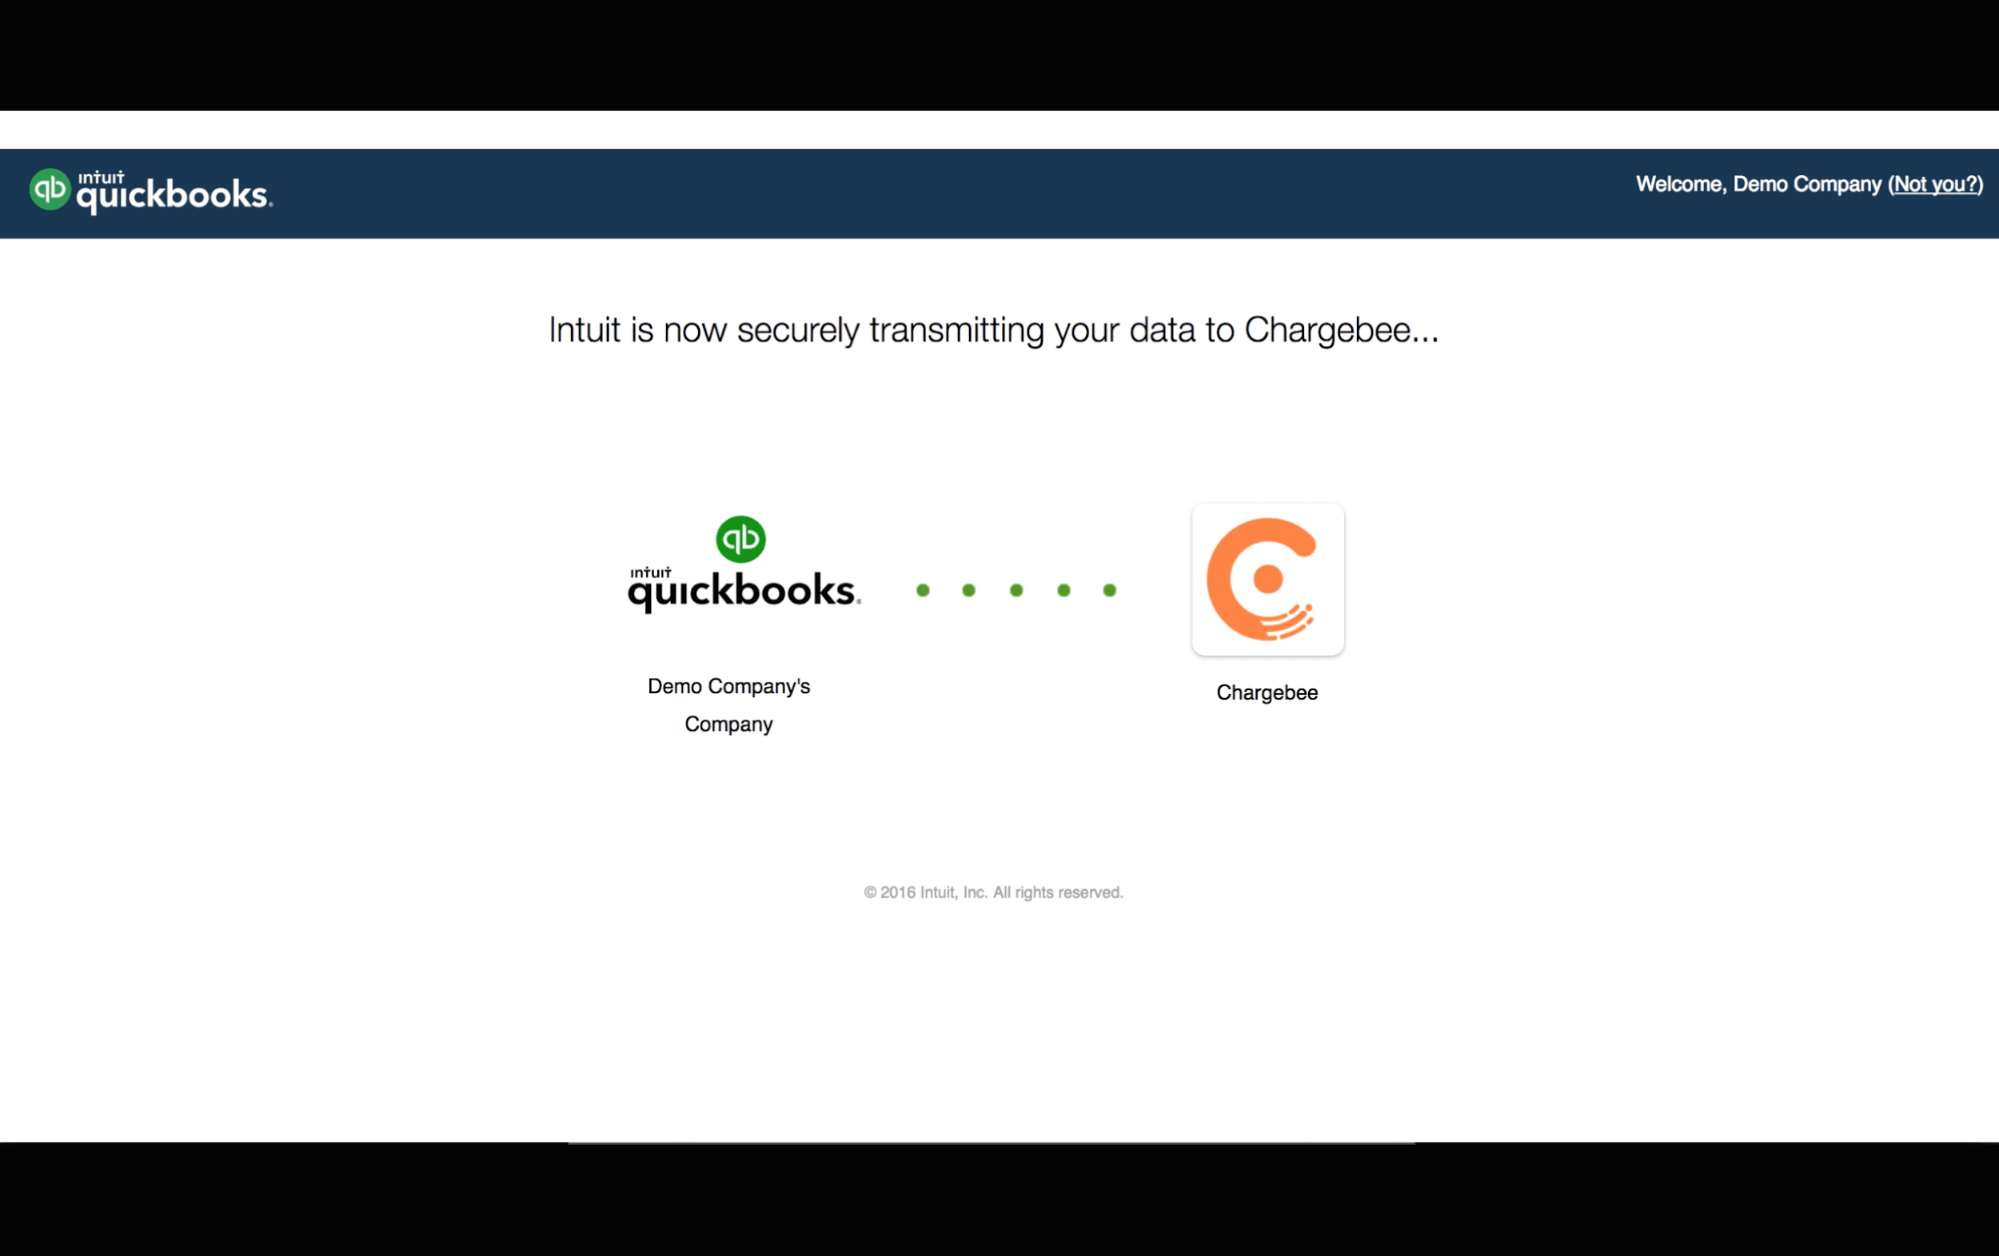 qb intuit quickbooks.
Welcome, Demo Company (Not you?)
Intuit is now securely transmitting your data to Chargebee...
qb
intuit
quickbooks.
Demo Company's
Company
Chargebee
© 2016 Intuit, Inc. All rights reserved.